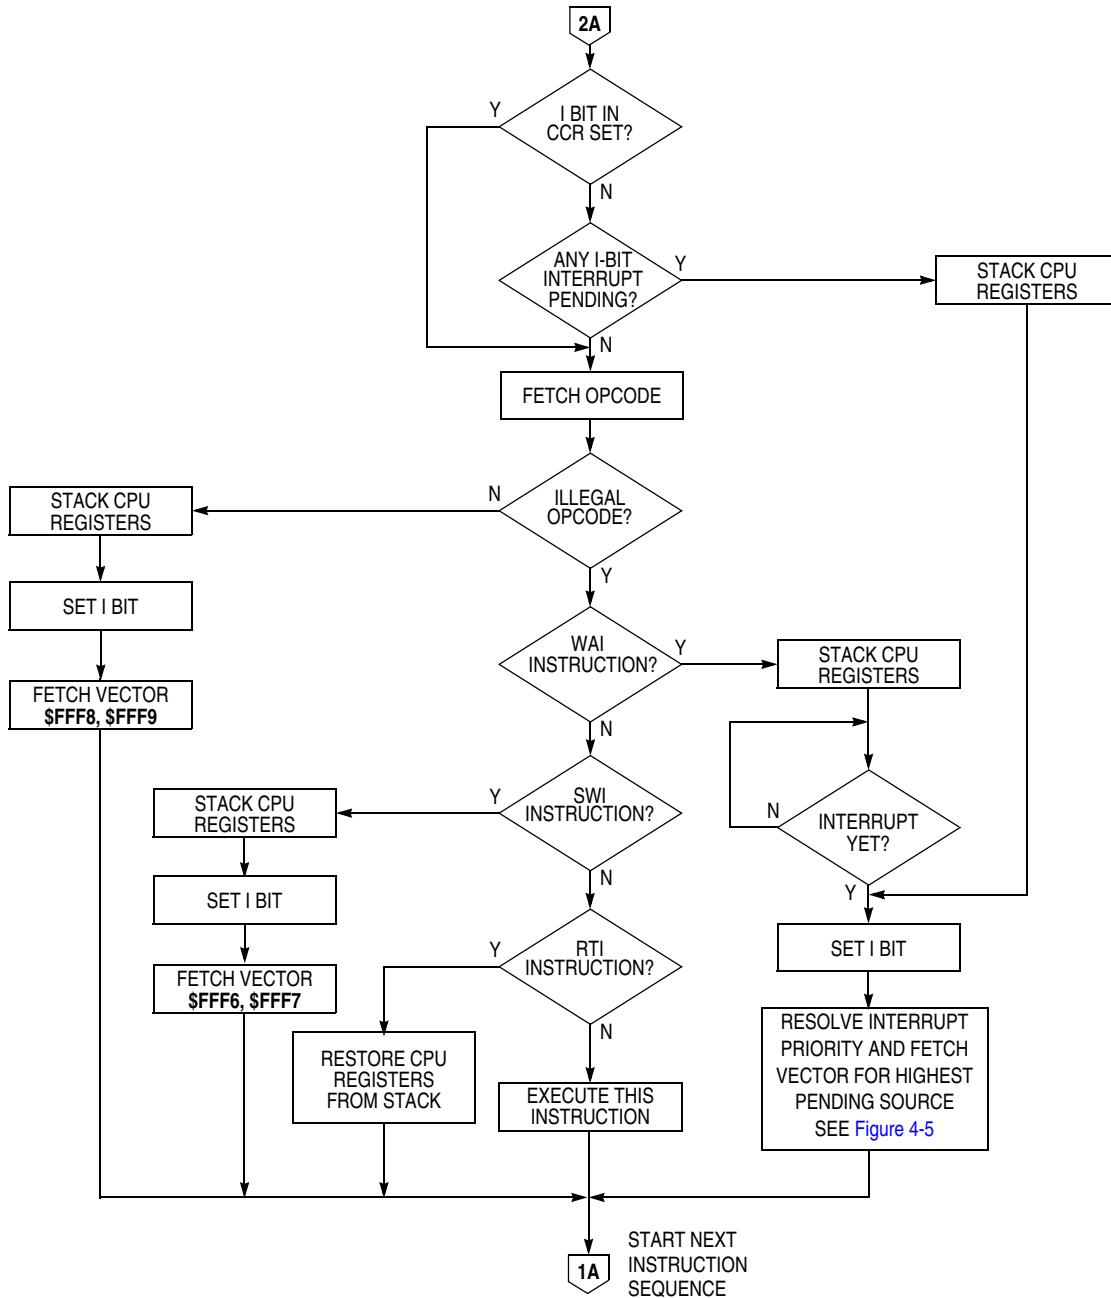 2A
I BIT IN
CCR SET?
Y
N
ANY I-BIT
INTERRUPT
PENDING?
Y
N
STACK CPU
REGISTERS
FETCH OPCODE
ILLEGAL
OPCODE?
N
Y
STACK CPU
REGISTERS
SET I BIT
FETCH VECTOR
$FFF8, $FFF9
WAI
INSTRUCTION?
Y
N
STACK CPU
REGISTERS
INTERRUPT
YET?
N
Y
SWI
INSTRUCTION?
Y
N
STACK CPU
REGISTERS
SET I BIT
FETCH VECTOR
$FFF6, $FFF7
RTI
INSTRUCTION?
Y
N
RESTORE CPU
REGISTERS
FROM STACK
EXECUTE THIS
INSTRUCTION
SET I BIT
RESOLVE INTERRUPT
PRIORITY AND FETCH
VECTOR FOR HIGHEST
PENDING SOURCE
SEE Figure 4-5
1A
START NEXT
INSTRUCTION
SEQUENCE